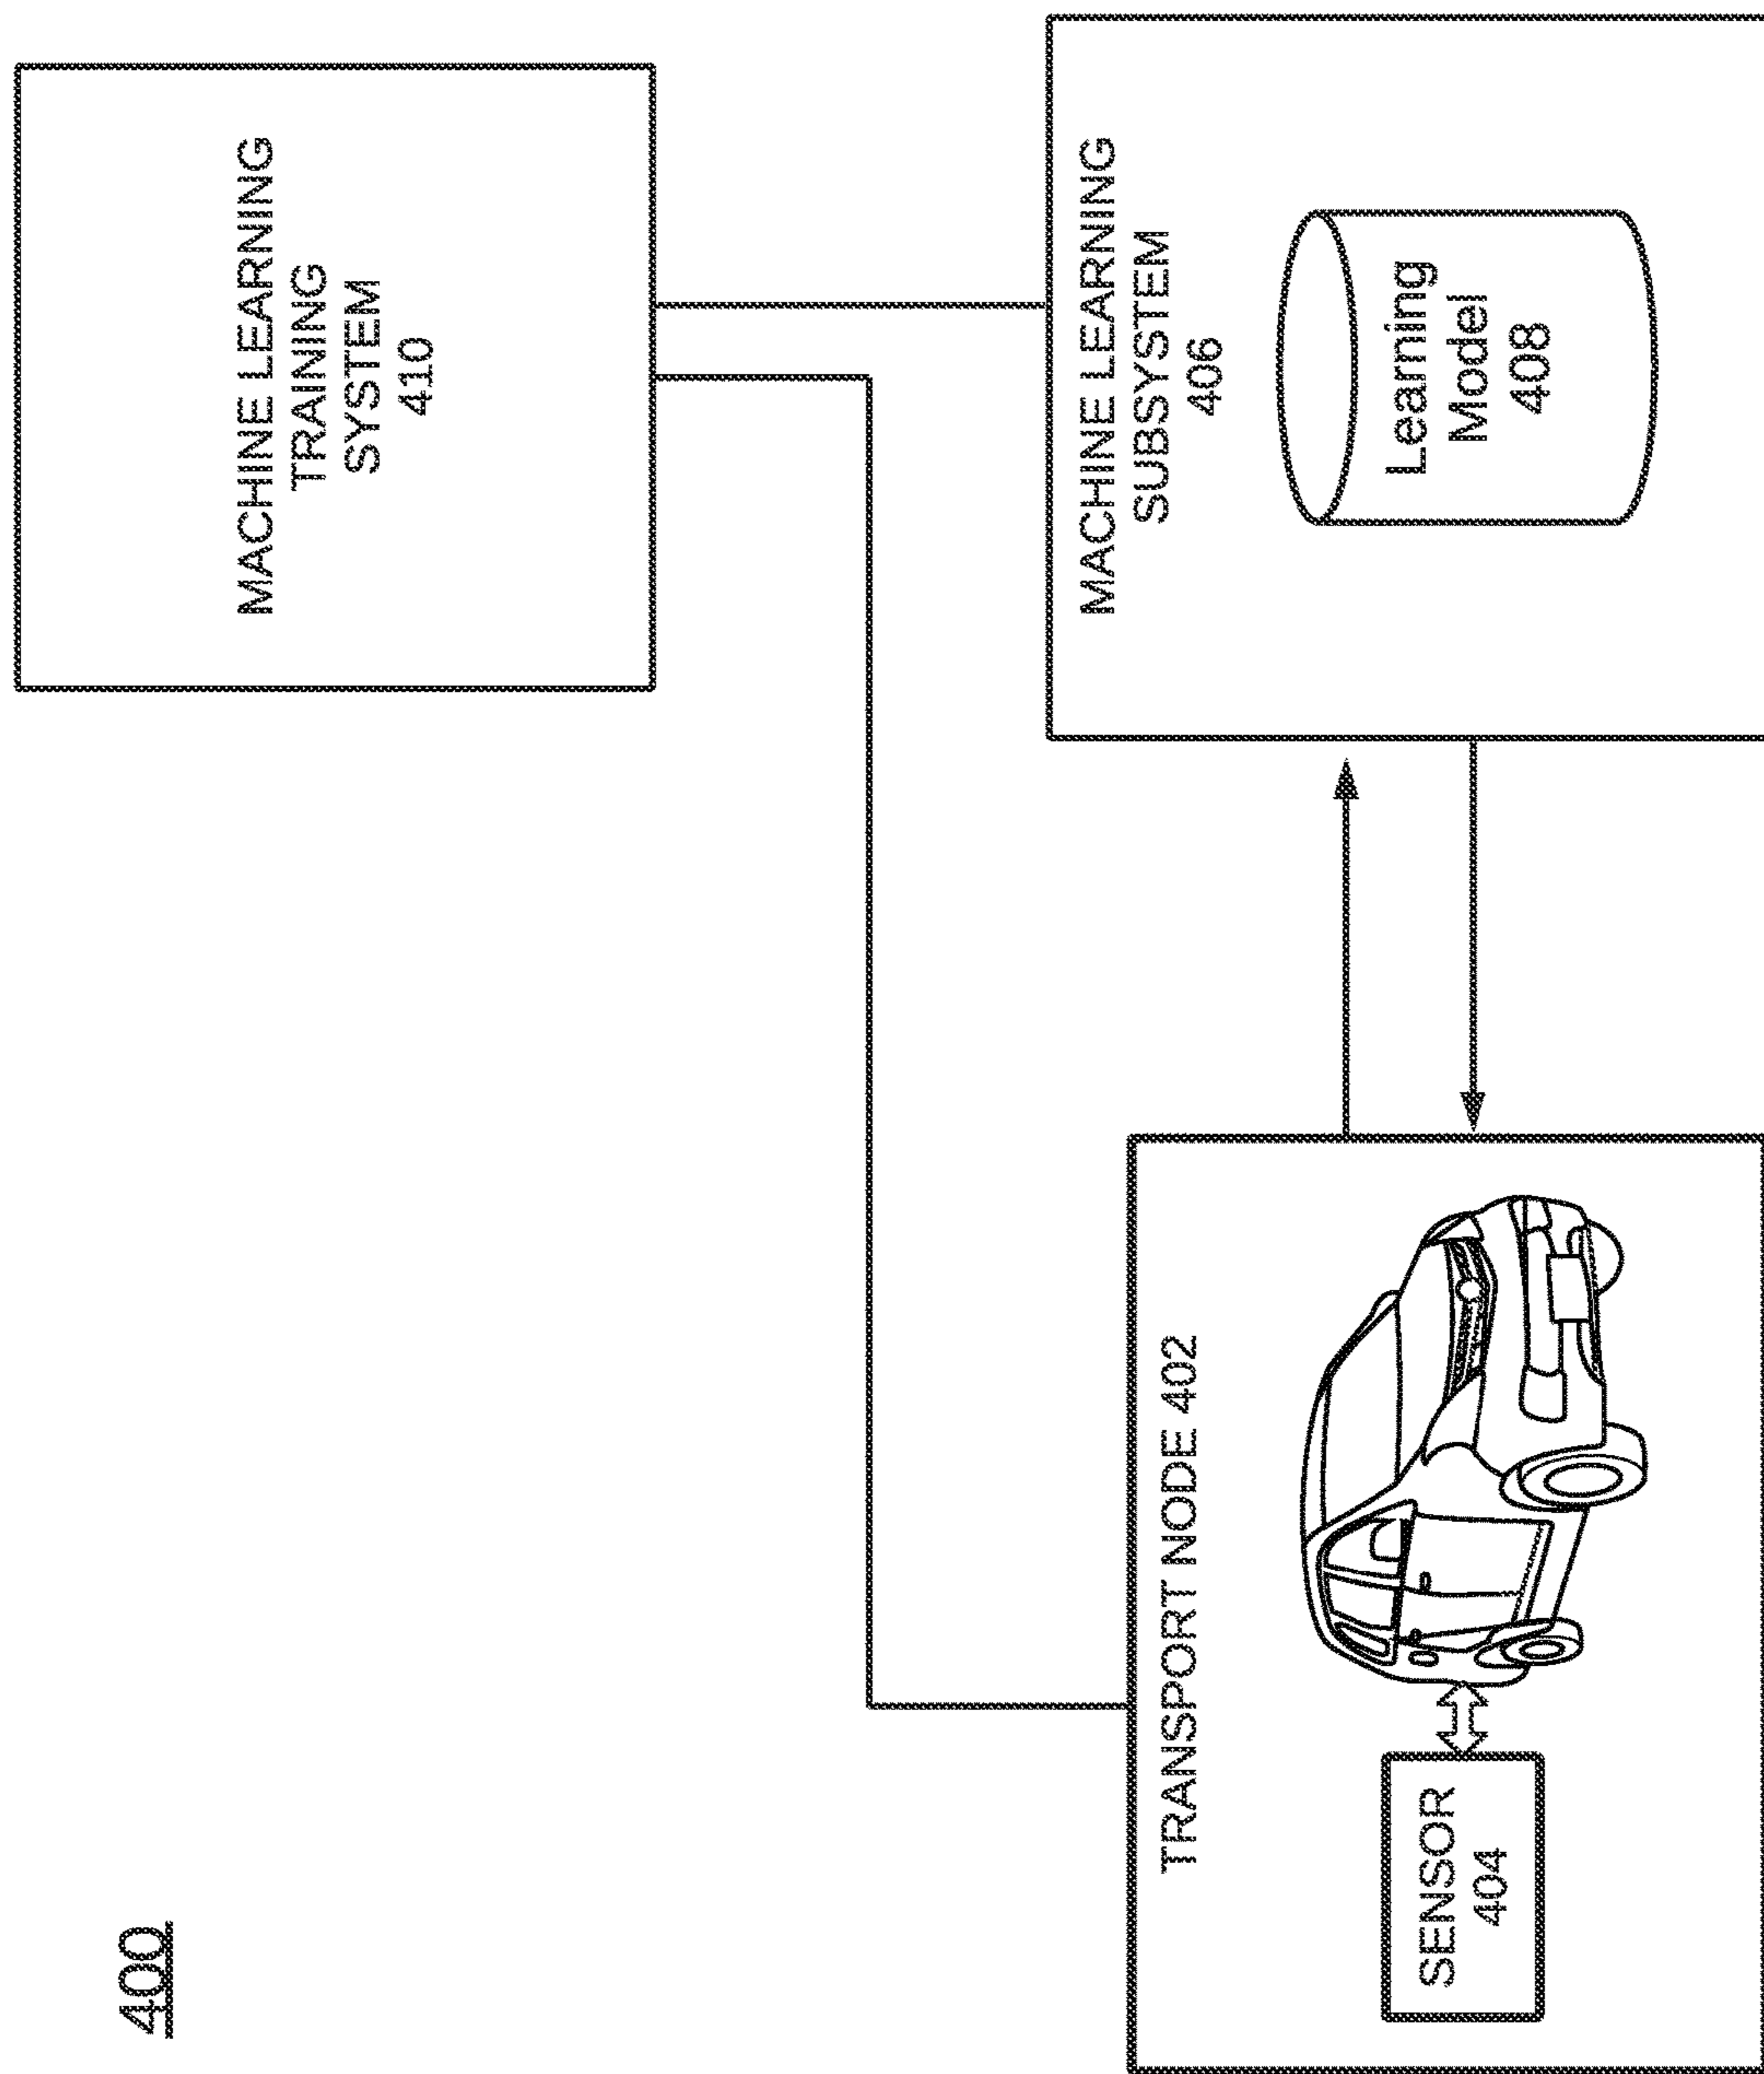 400
MACHINE LEARNING
TRAINING
SYSTEM
410
TRANSPORT NODE 402
SENSOR
404
MACHINE LEARNING
SUBSYSTEM
406
Learning
Model
408